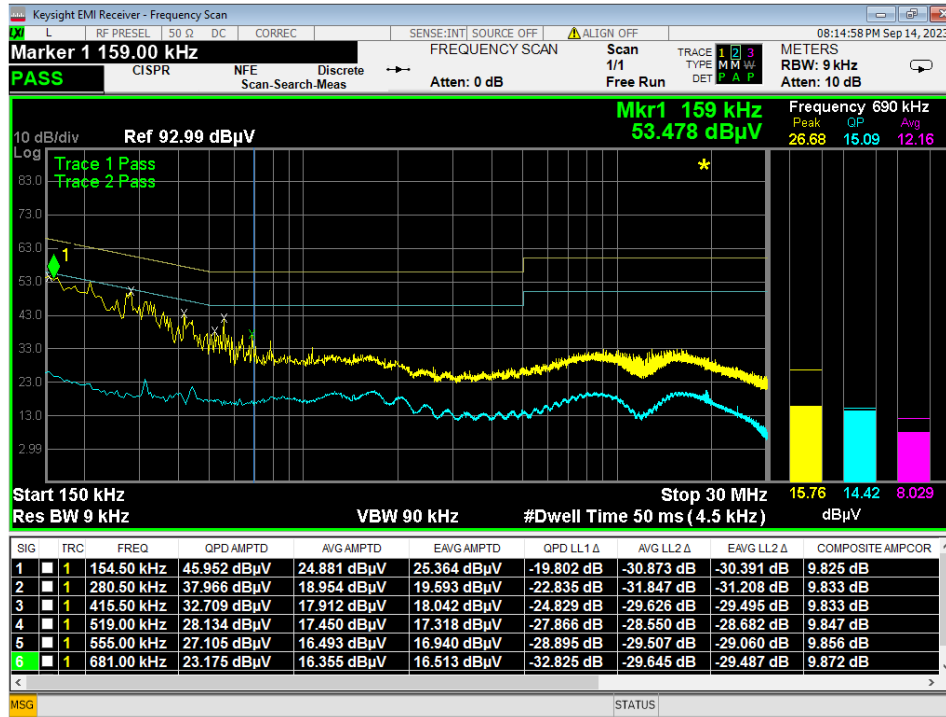 Keysight EMI Receiver - Frequency Scan
LXI L RF PRESEL 50 Ω DC CORREC SENSE:INT SOURCE OFF ALIGN OFF 08:14:58 PM Sep 14, 2023
Marker 1 159.00 kHz
PASS
CISPR NFE Discrete
Scan-Search-Meas
FREQUENCY SCAN
Atten: 0 dB
Scan
1/1
Free Run
TRACE 1 2 3
TYPE M M W
DET P A P
METERS
RBW: 9 kHz
Atten: 10 dB
10 dB/div
Log
Ref 92.99 dBµV
Mkr1 159 kHz
53.478 dBµV
Trace 1 Pass
Trace 2 Pass
83.0
73.0
63.0
53.0
43.0
33.0
23.0
13.0
2.99
1
*
Start 150 kHz
Res BW 9 kHz
VBW 90 kHz
Stop 30 MHz
#Dwell Time 50 ms (4.5 kHz)
Frequency 690 kHz
Peak QP Avg
26.68 15.09 12.16
15.76 14.42 8.029
dBµV
SIG TRC FREQ QPD AMPTD AVG AMPTD EAVG AMPTD QPD LL1 Δ AVG LL2 Δ EAVG LL2 Δ COMPOSITE AMPCOR
1 1 154.50 kHz 45.952 dBµV 24.881 dBµV 25.364 dBµV -19.802 dB -30.873 dB -30.391 dB 9.825 dB
2 1 280.50 kHz 37.966 dBµV 18.954 dBµV 19.593 dBµV -22.835 dB -31.847 dB -31.208 dB 9.833 dB
3 1 415.50 kHz 32.709 dBµV 17.912 dBµV 18.042 dBµV -24.829 dB -29.626 dB -29.495 dB 9.833 dB
4 1 519.00 kHz 28.134 dBµV 17.450 dBµV 17.318 dBµV -27.866 dB -28.550 dB -28.682 dB 9.847 dB
5 1 555.00 kHz 27.105 dBµV 16.493 dBµV 16.940 dBµV -28.895 dB -29.507 dB -29.060 dB 9.856 dB
6 1 681.00 kHz 23.175 dBµV 16.355 dBµV 16.513 dBµV -32.825 dB -29.645 dB -29.487 dB 9.872 dB
MSG STATUS